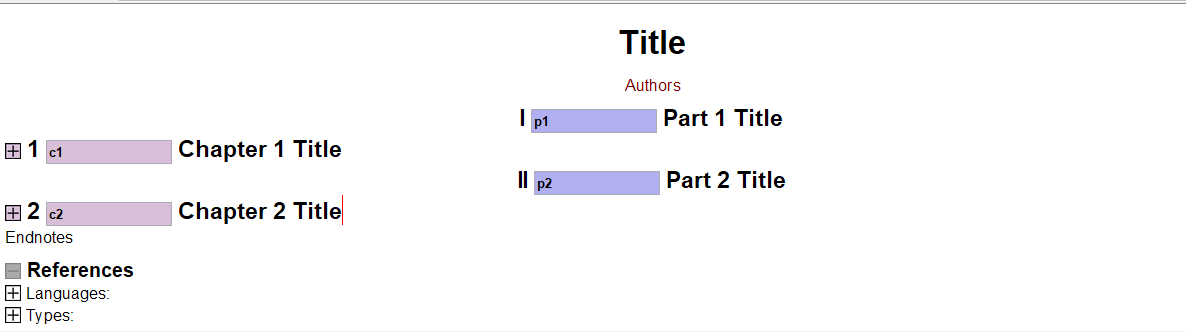 Title
Authors
I p1 Part 1 Title
1 c1 Chapter 1 Title
II p2 Part 2 Title
2 c2 Chapter 2 Title
Endnotes
References
Languages:
Types: